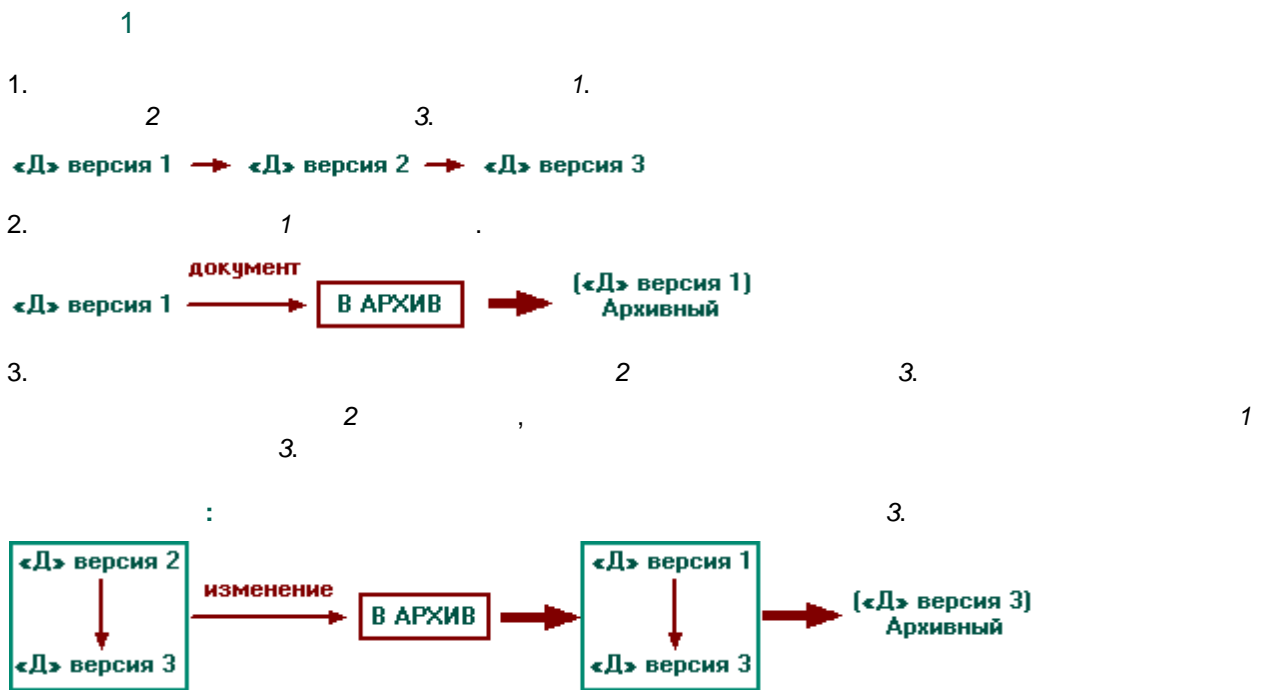 1
1. 1.
2 3.
«Д» версия 1 «Д» версия 2 «Д» версия 3
2. 1 .
документ
«Д» версия 1 В АРХИВ («Д» версия 1)
Архивный
3. 2 3.
2 , 1
3.
: 3.
«Д» версия 2 «Д» версия 1
изменение
В АРХИВ («Д» версия 3)
Архивный
«Д» версия 3 «Д» версия 3